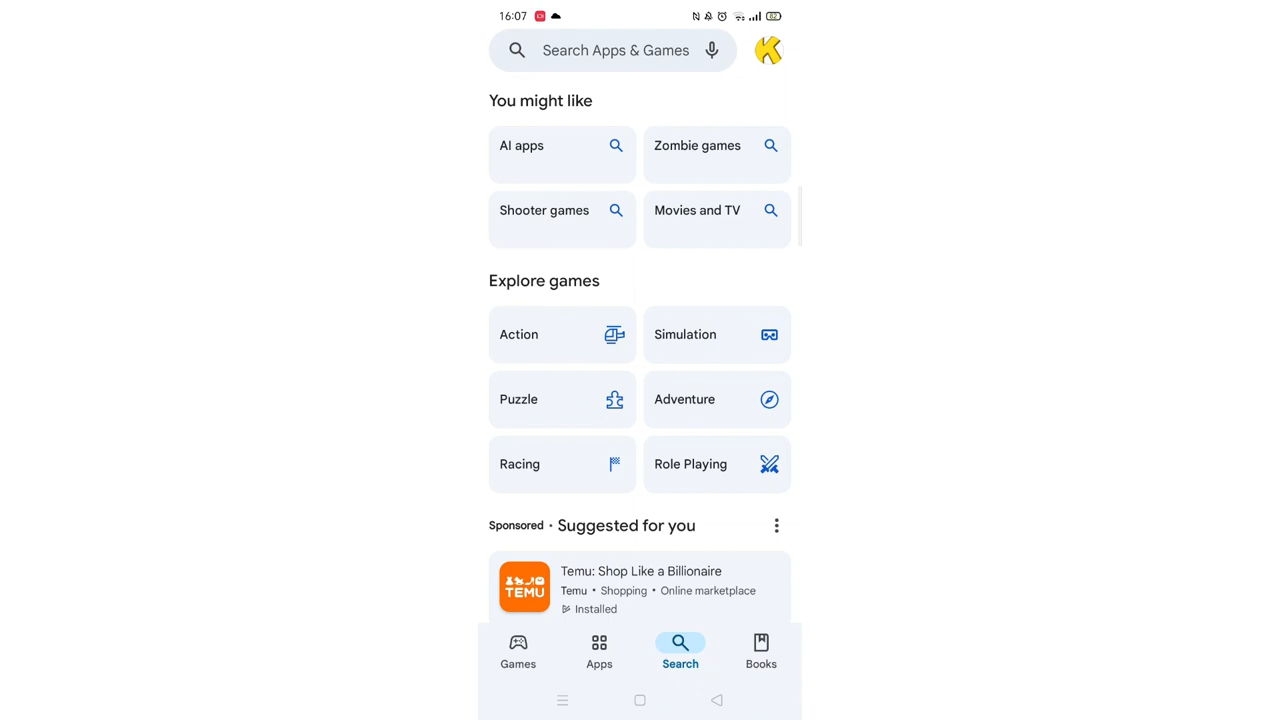 16:07 82
Search Apps & Games
You might like
AI apps Zombie games
Shooter games Movies and TV
Explore games
Action Simulation
Puzzle Adventure
Racing Role Playing
Sponsored • Suggested for you
Temu: Shop Like a Billionaire
TEMU Temu • Shopping • Online marketplace
Installed
Games Apps Search Books